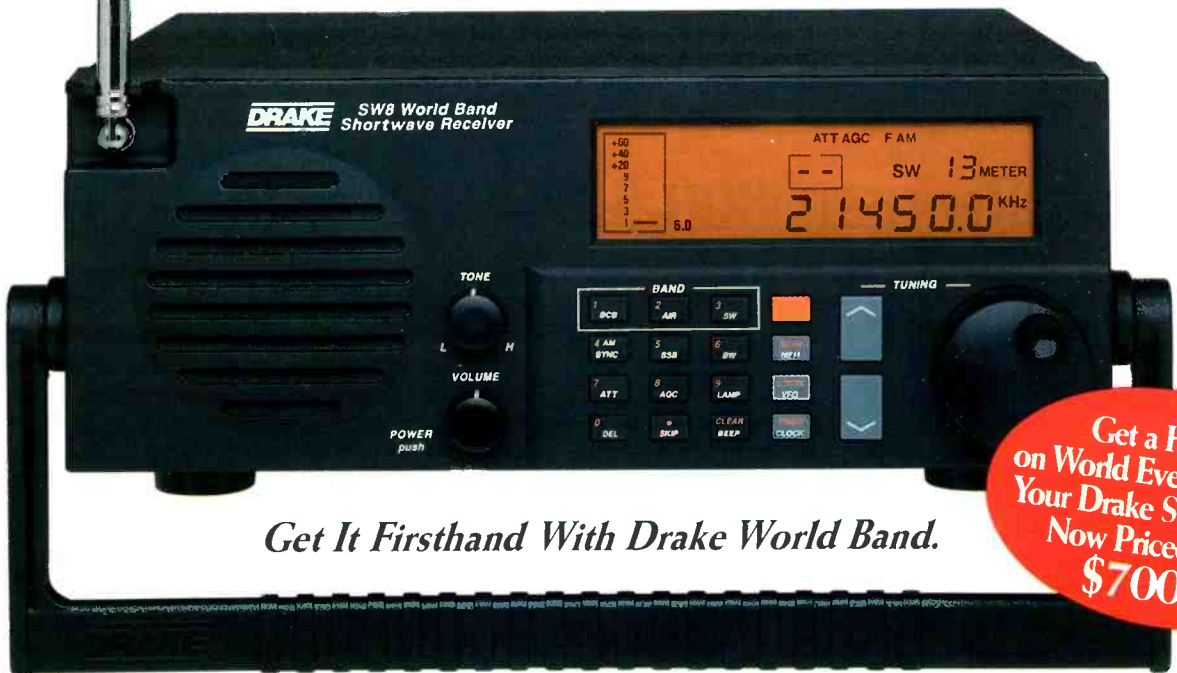 DRAKE SW8 World Band
Shortwave Receiver
+60
+40
+20
9
7
5
3
1
6.0
ATT AGC F AM
-- SW 13 METER
21450.0 KHz
TONE
L H
VOLUME
POWER
push
BAND
1 BCB 2 AIR 3 SW
4 AM SYNC 5 SSB 6 BW
7 ATT 8 AGC 9 LAMP VFO
0 DEL • SKIP CLEAR BEEP CLOCK
TUNING
Get a
on World
Your Drake
Now
$700
Get It Firsthand With Drake World Band.